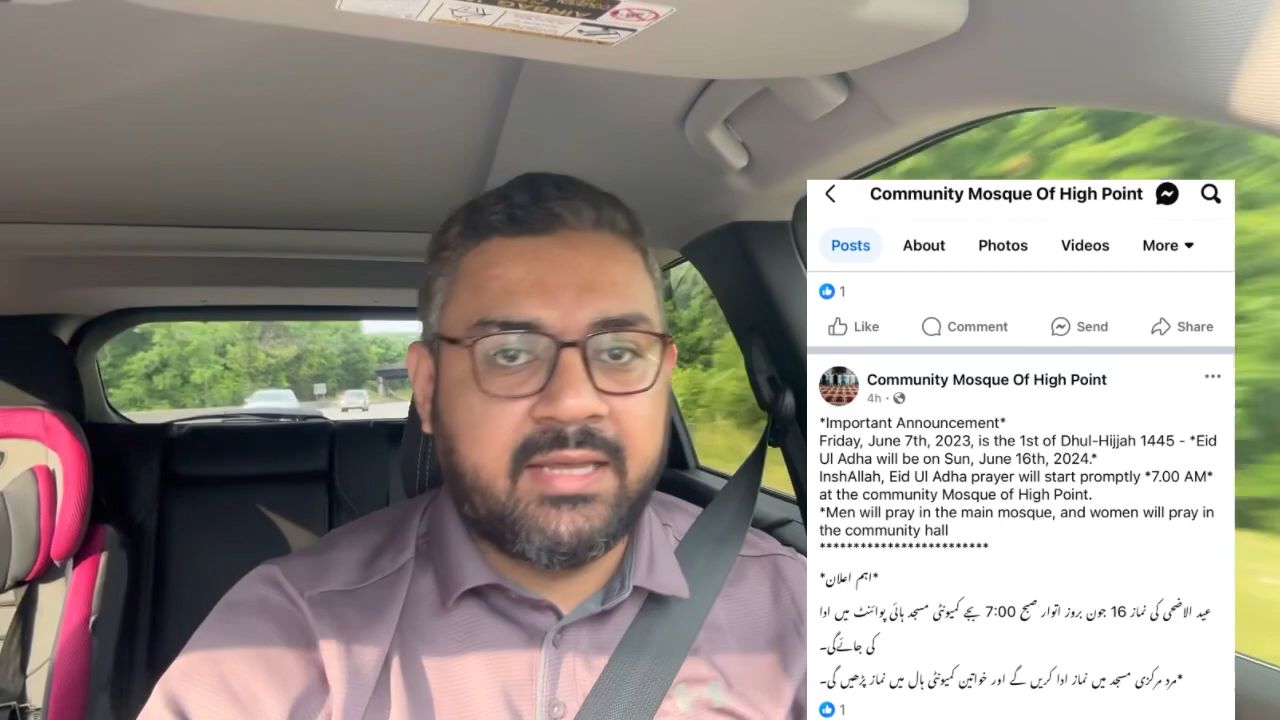 AIRBAG
Community Mosque Of High Point
Posts About Photos Videos More
1
Like Comment Send Share
Community Mosque Of High Point
4h
*Important Announcement*
Friday, June 7th, 2023, is the 1st of Dhul-Hijjah 1445 - *Eid
Ul Adha will be on Sun, June 16th, 2024.*
InshAllah, Eid Ul Adha prayer will start promptly *7.00 AM*
at the community Mosque of High Point.
*Men will pray in the main mosque, and women will pray in
the community hall
*************************
*اہم اعلان*
عید الاضحی کی نماز 16 جون بروز اتوار صبح 7:00 بجے کمیونٹی مسجد ہائی پوائنٹ میں ادا
کی جائےگی۔
*مرد مرکزی مسجد میں نماز ادا کریں گے اور خواتین کمیونٹی ہال میں نماز پڑھیں گی۔
1